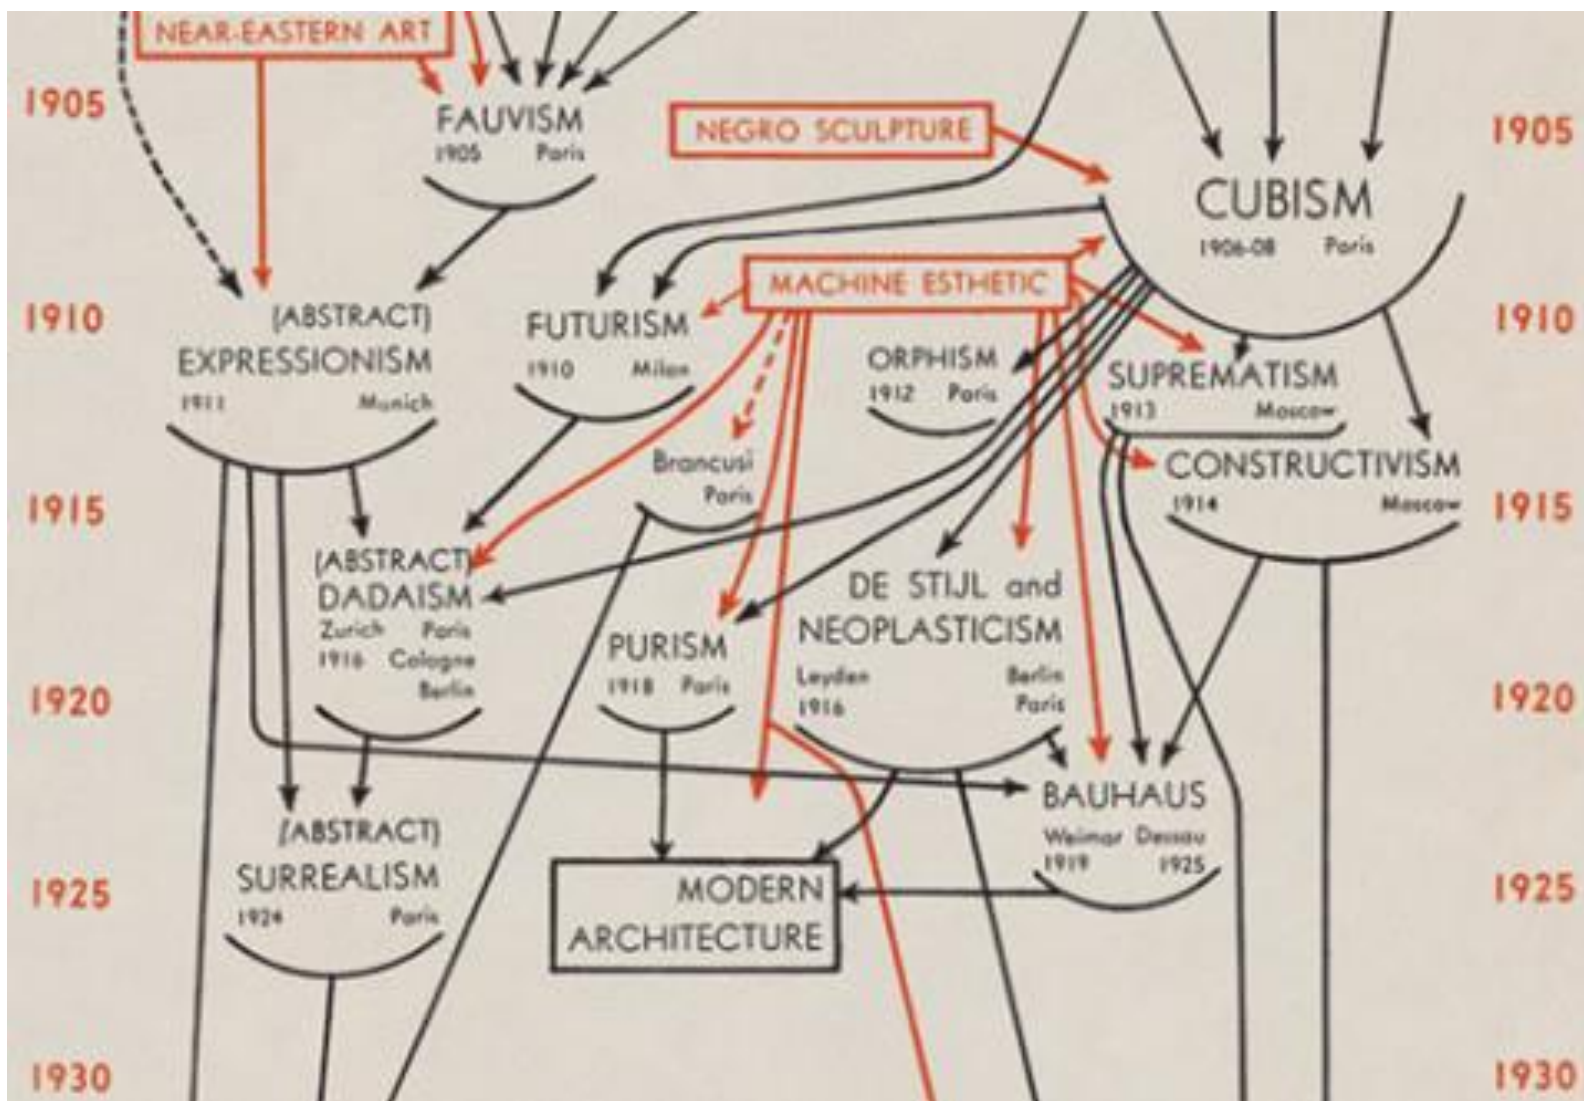 NEAR-EASTERN ART
1905
FAUVISM
1905 Paris
NEGRO SCULPTURE
1905
CUBISM
1906-08 Paris
MACHINE ESTHETIC
1910
(ABSTRACT)
EXPRESSIONISM
1911 Munich
FUTURISM
1910 Milan
ORPHISM
1912 Paris
1910
SUPREMATISM
1913 Moscow
Brancusi
Paris
CONSTRUCTIVISM
1914 Moscow
1915
1915
(ABSTRACT)
DADAISM
Zurich Paris
1916 Cologne
Berlin
PURISM
1918 Paris
DE STIJL and
NEOPLASTICISM
Leyden Berlin
1916 Paris
1920
1920
BAUHAUS
Weimar Dessau
1919 1925
(ABSTRACT)
SURREALISM
1924 Paris
MODERN
ARCHITECTURE
1925
1925
1930
1930